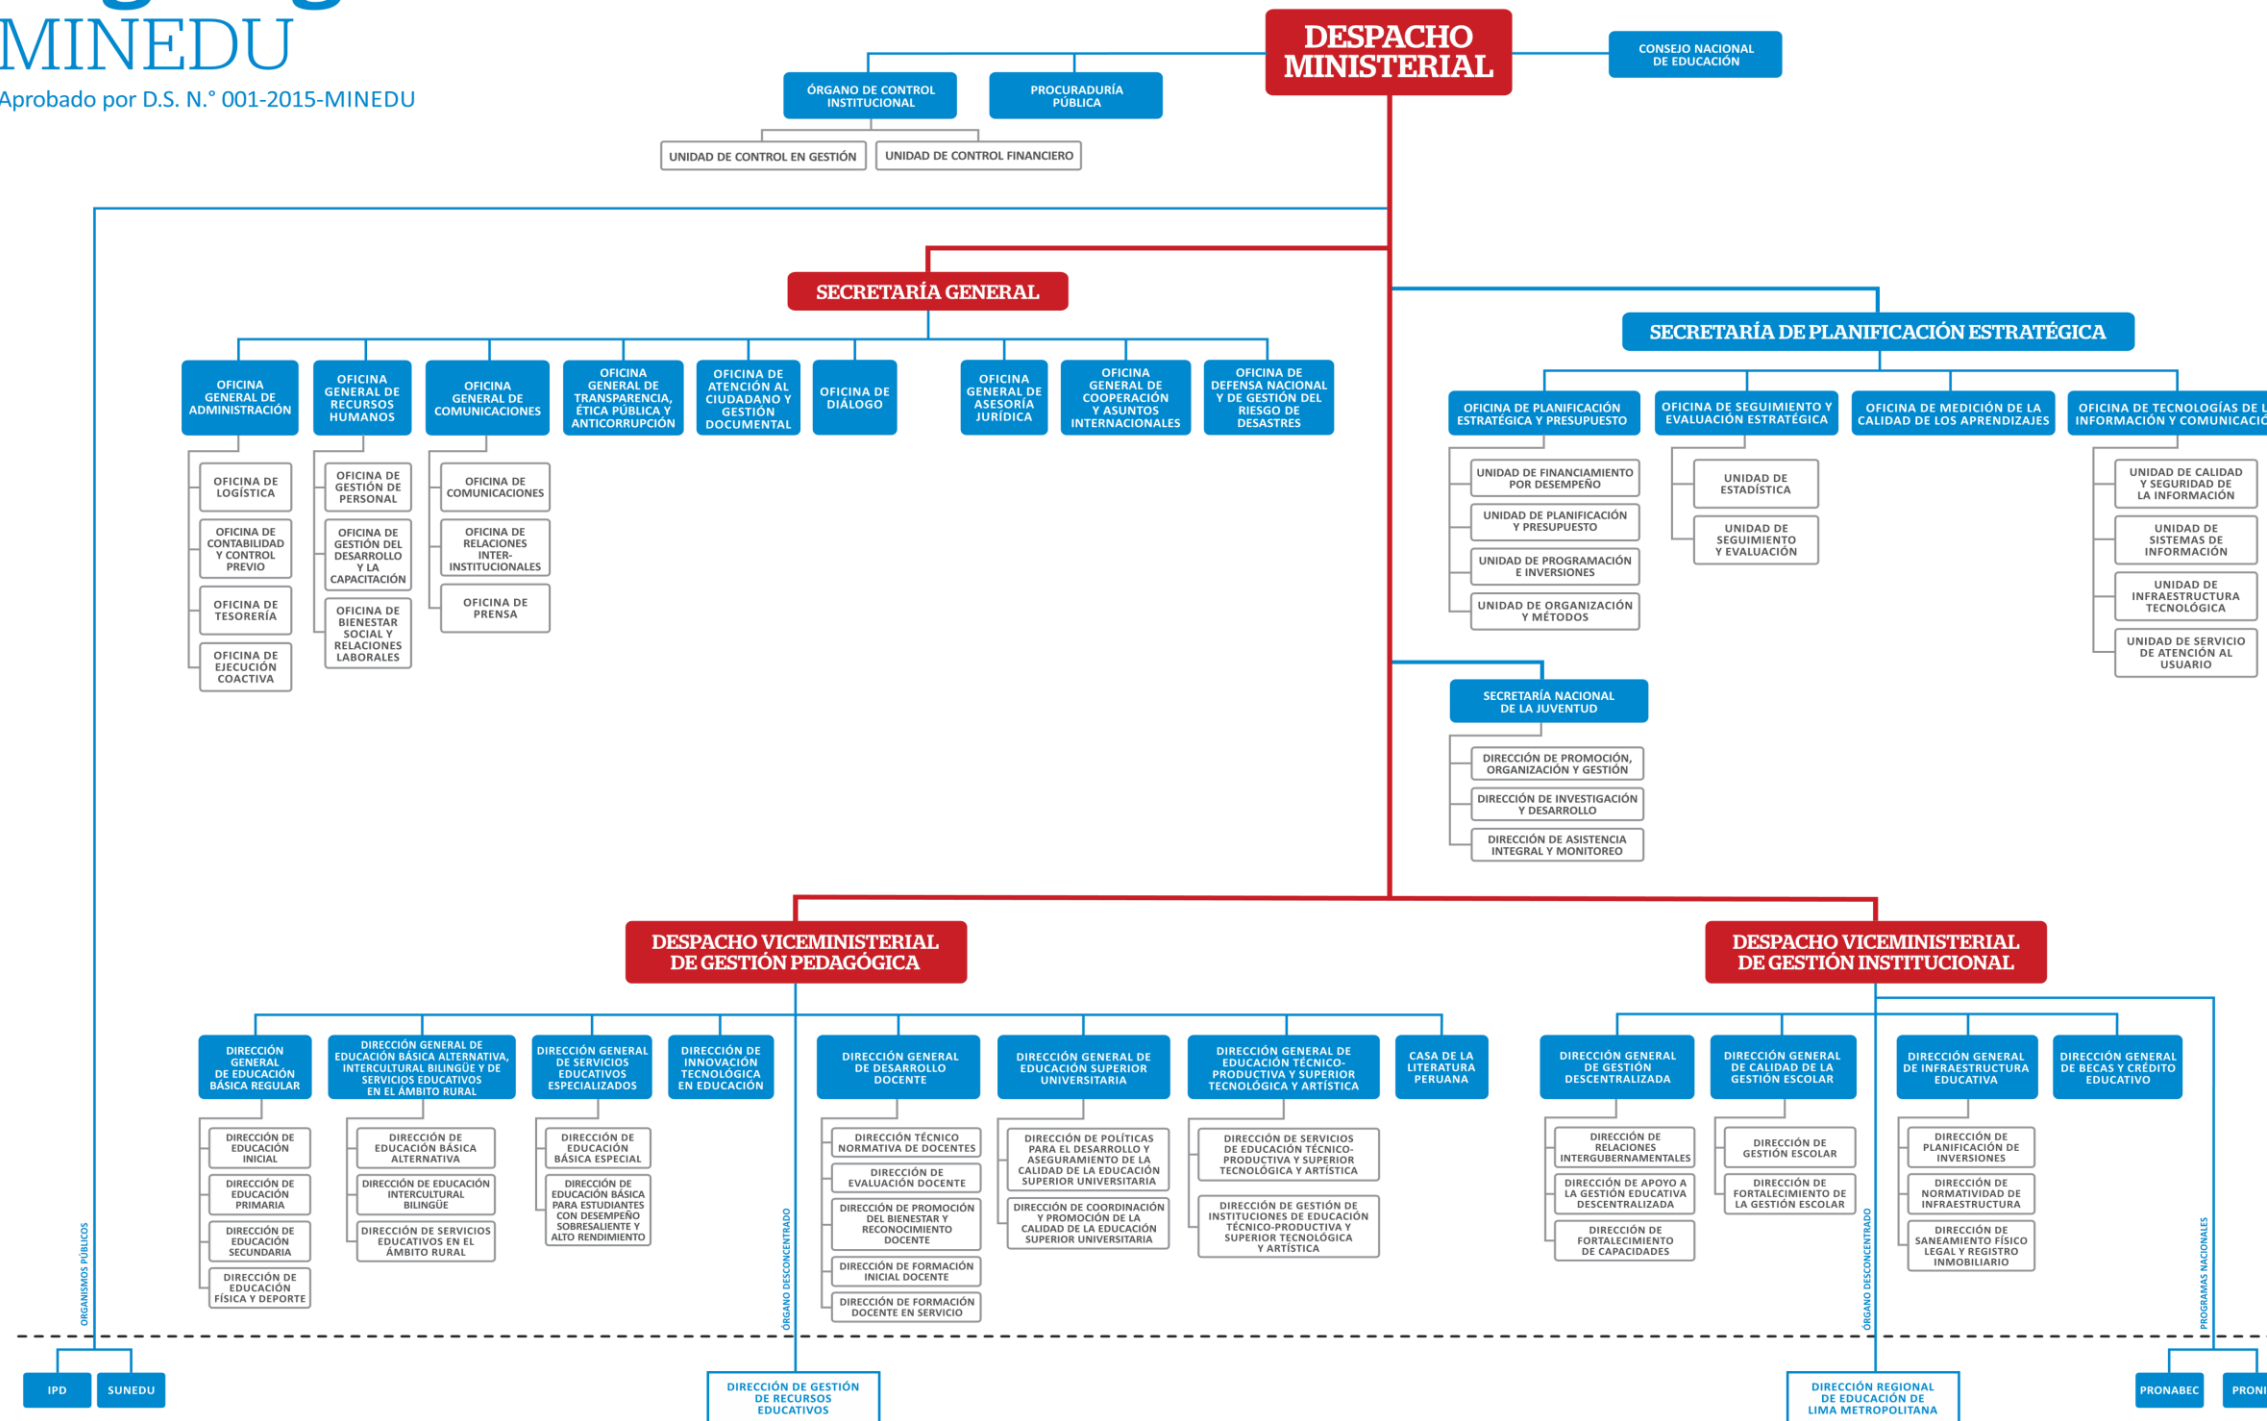 MINEDU
Aprobado por D.S. N.° 001-2015-MINEDU
DESPACHO
MINISTERIAL
CONSEJO NACIONAL
DE EDUCACIÓN
ÓRGANO DE CONTROL
INSTITUCIONAL
PROCURADURÍA
PÚBLICA
UNIDAD DE CONTROL EN GESTIÓN
UNIDAD DE CONTROL FINANCIERO
SECRETARÍA GENERAL
SECRETARÍA DE PLANIFICACIÓN ESTRATÉGICA
OFICINA
GENERAL DE
ADMINISTRACIÓN
OFICINA
GENERAL DE
RECURSOS
HUMANOS
OFICINA
GENERAL DE
COMUNICACIONES
OFICINA
GENERAL DE
TRANSPARENCIA,
ÉTICA PÚBLICA Y
ANTICORRUPCIÓN
OFICINA DE
ATENCIÓN AL
CIUDADANO Y
GESTIÓN
DOCUMENTAL
OFICINA DE
DIÁLOGO
OFICINA
GENERAL DE
ASESORÍA
JURÍDICA
OFICINA
GENERAL DE
COOPERACIÓN
Y ASUNTOS
INTERNACIONALES
OFICINA DE
DEFENSA NACIONAL
Y DE GESTIÓN DEL
RIESGO DE
DESASTRES
OFICINA DE PLANIFICACIÓN
ESTRATÉGICA Y PRESUPUESTO
OFICINA DE SEGUIMIENTO Y
EVALUACIÓN ESTRATÉGICA
OFICINA DE MEDICIÓN DE LA
CALIDAD DE LOS APRENDIZAJES
OFICINA DE TECNOLOGÍAS DE
INFORMACIÓN Y
OFICINA DE
LOGÍSTICA
OFICINA DE
CONTABILIDAD
Y CONTROL
PREVIO
OFICINA DE
TESORERÍA
OFICINA DE
EJECUCIÓN
COACTIVA
OFICINA DE
GESTIÓN DE
PERSONAL
OFICINA DE
GESTIÓN DEL
DESARROLLO
Y LA
CAPACITACIÓN
OFICINA DE
BIENESTAR
SOCIAL Y
RELACIONES
LABORALES
OFICINA DE
COMUNICACIONES
OFICINA DE
RELACIONES
INTER-
INSTITUCIONALES
OFICINA DE
PRENSA
UNIDAD DE FINANCIAMIENTO
POR DESEMPEÑO
UNIDAD DE PLANIFICACIÓN
Y PRESUPUESTO
UNIDAD DE PROGRAMACIÓN
E INVERSIONES
UNIDAD DE ORGANIZACIÓN
Y MÉTODOS
UNIDAD DE
ESTADÍSTICA
UNIDAD DE
SEGUIMIENTO
Y EVALUACIÓN
UNIDAD DE CALIDAD
Y SEGURIDAD DE
LA INFORMACIÓN
UNIDAD DE
SISTEMAS DE
INFORMACIÓN
UNIDAD DE
INFRAESTRUCTURA
TECNOLÓGICA
UNIDAD DE SERVICIO
DE ATENCIÓN AL
USUARIO
SECRETARÍA NACIONAL
DE LA JUVENTUD
DIRECCIÓN DE PROMOCIÓN,
ORGANIZACIÓN Y GESTIÓN
DIRECCIÓN DE INVESTIGACIÓN
Y DESARROLLO
DIRECCIÓN DE ASISTENCIA
INTEGRAL Y MONITOREO
DESPACHO VICEMINISTERIAL
DE GESTIÓN PEDAGÓGICA
DESPACHO VICEMINISTERIAL
DE GESTIÓN INSTITUCIONAL
DIRECCIÓN
GENERAL
DE EDUCACIÓN
BÁSICA REGULAR
DIRECCIÓN GENERAL DE
EDUCACIÓN BÁSICA ALTERNATIVA,
INTERCULTURAL BILINGÜE Y DE
SERVICIOS EDUCATIVOS
EN EL ÁMBITO RURAL
DIRECCIÓN GENERAL
DE SERVICIOS
EDUCATIVOS
ESPECIALIZADOS
DIRECCIÓN DE
INNOVACIÓN
TECNOLÓGICA
EN EDUCACIÓN
DIRECCIÓN GENERAL
DE DESARROLLO
DOCENTE
DIRECCIÓN GENERAL DE
EDUCACIÓN SUPERIOR
UNIVERSITARIA
DIRECCIÓN GENERAL DE
EDUCACIÓN TÉCNICO-
PRODUCTIVA Y SUPERIOR
TECNOLÓGICA Y ARTÍSTICA
CASA DE LA
LITERATURA
PERUANA
DIRECCIÓN GENERAL
DE GESTIÓN
DESCENTRALIZADA
DIRECCIÓN GENERAL
DE CALIDAD DE LA
GESTIÓN ESCOLAR
DIRECCIÓN GENERAL
DE INFRAESTRUCTURA
EDUCATIVA
DIRECCIÓN GENERAL
DE BECAS Y CRÉDITO
EDUCATIVO
DIRECCIÓN DE
EDUCACIÓN
INICIAL
DIRECCIÓN DE
EDUCACIÓN
PRIMARIA
DIRECCIÓN DE
EDUCACIÓN
SECUNDARIA
DIRECCIÓN DE
EDUCACIÓN
FÍSICA Y DEPORTE
DIRECCIÓN DE
EDUCACIÓN BÁSICA
ALTERNATIVA
DIRECCIÓN DE EDUCACIÓN
INTERCULTURAL
BILINGÜE
DIRECCIÓN DE SERVICIOS
EDUCATIVOS EN EL
ÁMBITO RURAL
DIRECCIÓN DE
EDUCACIÓN
BÁSICA ESPECIAL
DIRECCIÓN DE
EDUCACIÓN BÁSICA
PARA ESTUDIANTES
CON DESEMPEÑO
SOBRESALIENTE Y
ALTO RENDIMIENTO
DIRECCIÓN TÉCNICO
NORMATIVA DE DOCENTES
DIRECCIÓN DE
EVALUACIÓN DOCENTE
DIRECCIÓN DE PROMOCIÓN
DEL BIENESTAR Y
RECONOCIMIENTO
DOCENTE
DIRECCIÓN DE FORMACIÓN
INICIAL DOCENTE
DIRECCIÓN DE FORMACIÓN
DOCENTE EN SERVICIO
DIRECCIÓN DE POLÍTICAS
PARA EL DESARROLLO Y
ASEGURAMIENTO DE LA
CALIDAD DE LA EDUCACIÓN
SUPERIOR UNIVERSITARIA
DIRECCIÓN DE COORDINACIÓN
Y PROMOCIÓN DE LA
CALIDAD DE LA EDUCACIÓN
SUPERIOR UNIVERSITARIA
DIRECCIÓN DE SERVICIOS
DE EDUCACIÓN TÉCNICO-
PRODUCTIVA Y SUPERIOR
TECNOLÓGICA Y ARTÍSTICA
DIRECCIÓN DE GESTIÓN DE
INSTITUCIONES DE EDUCACIÓN
TÉCNICO-PRODUCTIVA Y
SUPERIOR TECNOLÓGICA
Y ARTÍSTICA
DIRECCIÓN DE
RELACIONES
INTERGUBERNAMENTALES
DIRECCIÓN DE APOYO A
LA GESTIÓN EDUCATIVA
DESCENTRALIZADA
DIRECCIÓN DE
FORTALECIMIENTO
DE CAPACIDADES
DIRECCIÓN DE
GESTIÓN ESCOLAR
DIRECCIÓN DE
FORTALECIMIENTO DE
LA GESTIÓN ESCOLAR
DIRECCIÓN DE
PLANIFICACIÓN DE
INVERSIONES
DIRECCIÓN DE
NORMATIVIDAD DE
INFRAESTRUCTURA
DIRECCIÓN DE
SANEAMIENTO FÍSICO
LEGAL Y REGISTRO
INMOBILIARIO
ORGANISMOS PÚBLICOS
ÓRGANO DESCONCENTRADO
ÓRGANO DESCONCENTRADO
PROGRAMAS NACIONALES
IPD
SUNEDU
DIRECCIÓN DE GESTIÓN
DE RECURSOS
EDUCATIVOS
DIRECCIÓN REGIONAL
DE EDUCACIÓN DE
LIMA METROPOLITANA
PRONABEC